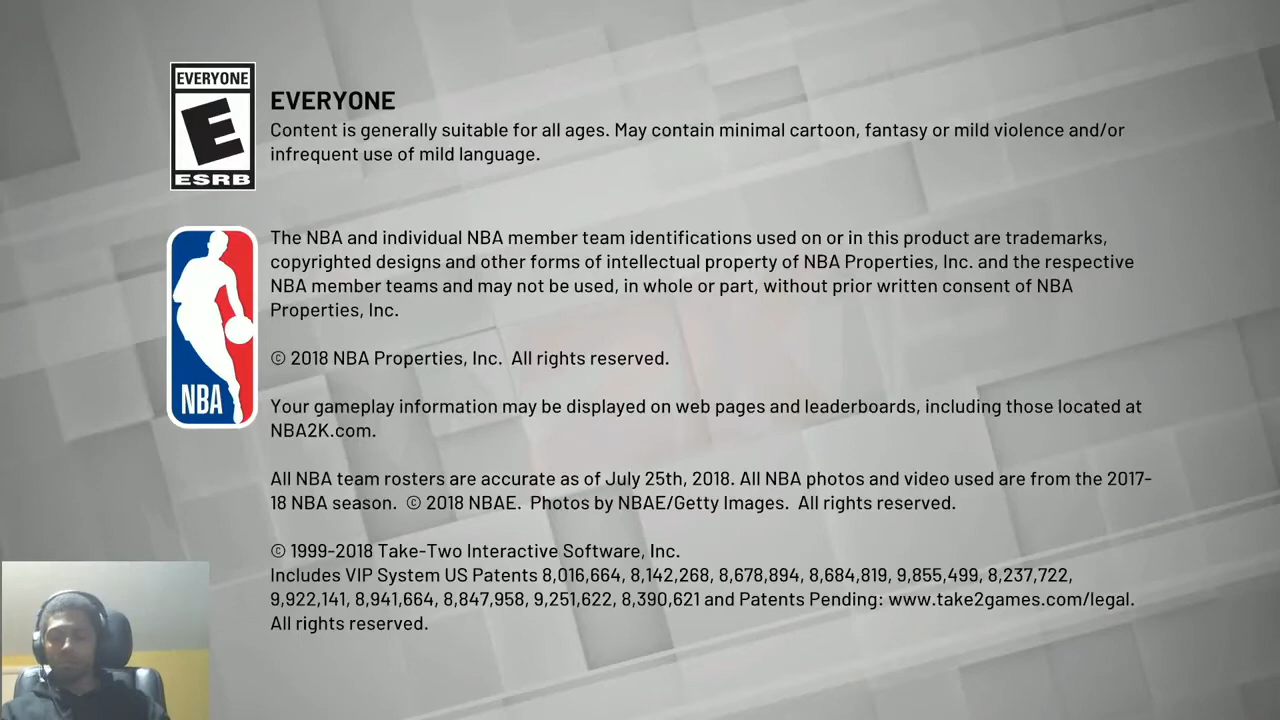 EVERYONE
E
ESRB
EVERYONE
Content is generally suitable for all ages. May contain minimal cartoon, fantasy or mild violence and/or
infrequent use of mild language.
NBA
The NBA and individual NBA member team identifications used on or in this product are trademarks,
copyrighted designs and other forms of intellectual property of NBA Properties, Inc. and the respective
NBA member teams and may not be used, in whole or part, without prior written consent of NBA
Properties, Inc.
© 2018 NBA Properties, Inc.  All rights reserved.
Your gameplay information may be displayed on web pages and leaderboards, including those located at
NBA2K.com.
All NBA team rosters are accurate as of July 25th, 2018. All NBA photos and video used are from the 2017-
18 NBA season.  © 2018 NBAE.  Photos by NBAE/Getty Images.  All rights reserved.
© 1999-2018 Take-Two Interactive Software, Inc.
Includes VIP System US Patents 8,016,664, 8,142,268, 8,678,894, 8,684,819, 9,855,499, 8,237,722,
9,922,141, 8,941,664, 8,847,958, 9,251,622, 8,390,621 and Patents Pending: www.take2games.com/legal.
All rights reserved.